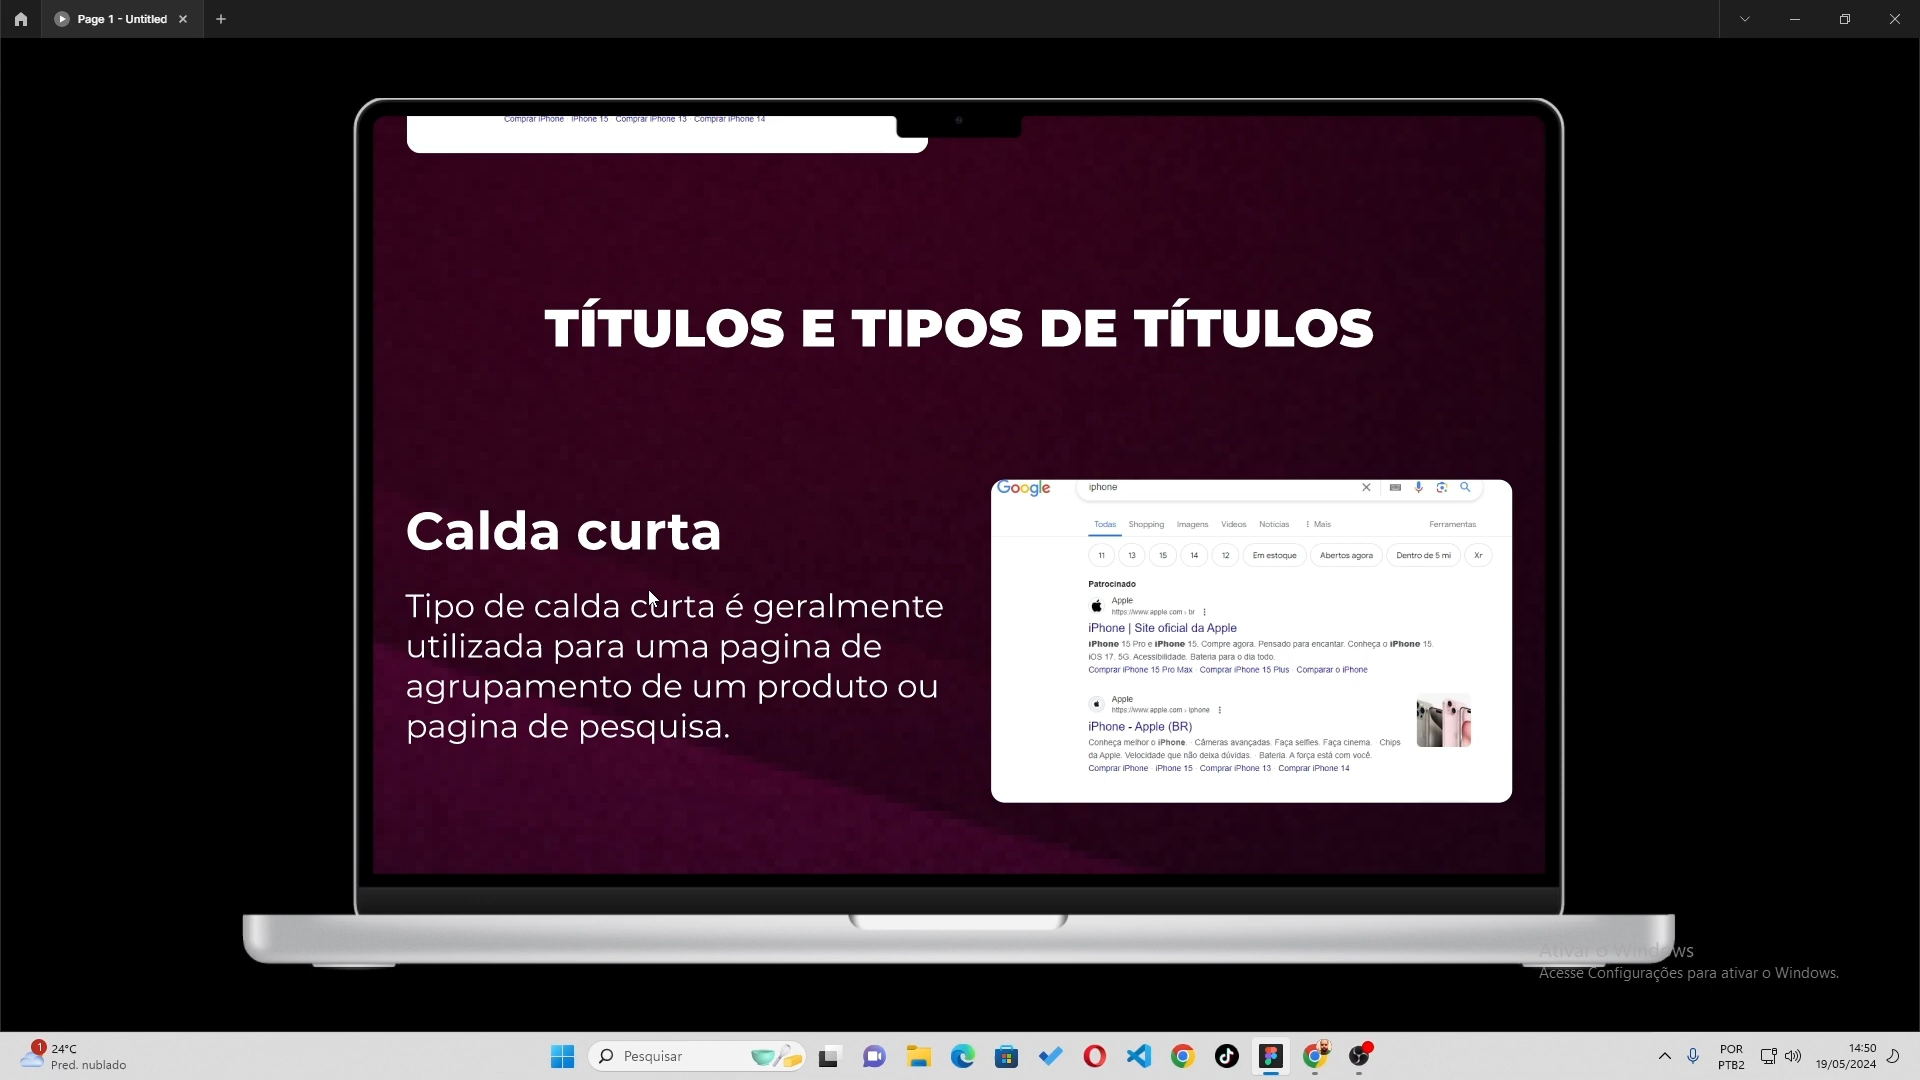 Page 1 - Untitled
Comprar iPhone · iPhone 15 · Comprar iPhone 13 · Comprar iPhone 14
TÍTULOS E TIPOS DE TÍTULOS
Calda curta
Tipo de calda curta é geralmente
utilizada para uma pagina de
agrupamento de um produto ou
pagina de pesquisa.
Google
iphone
Todas Shopping Imagens Vídeos Notícias Mais Ferramentas
11 13 15 14 12 Em estoque Abertos agora Dentro de 5 mi Xr
Patrocinado
Apple
https://www.apple.com › br
iPhone | Site oficial da Apple
iPhone 15 Pro e iPhone 15. Compre agora. Pensado para encantar. Conheça o iPhone 15.
iOS 17. 5G. Acessibilidade. Bateria para o dia todo.
Comprar iPhone 15 Pro Max · Comprar iPhone 15 Plus · Comparar o iPhone
Apple
https://www.apple.com › iphone
iPhone - Apple (BR)
Conheça melhor o iPhone. · Câmeras avançadas. Faça selfies. Faça cinema. · Chips
da Apple. Velocidade que não deixa dúvidas. · Bateria. A força está com você.
Comprar iPhone · iPhone 15 · Comprar iPhone 13 · Comprar iPhone 14
Ativar o Windows
Acesse Configurações para ativar o Windows.
1
24°C
Pred. nublado
Pesquisar
POR
PTB2
14:50
19/05/2024